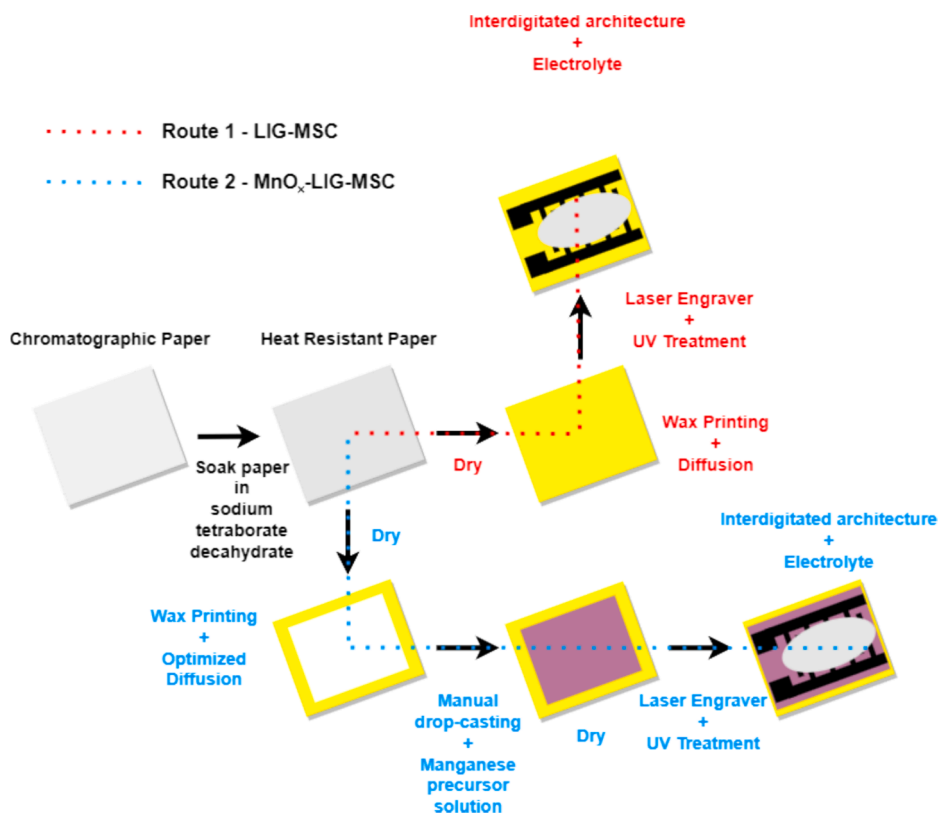 Interdigitated architecture
+
Electrolyte
Route 1 - LIG-MSC
Route 2 - MnOₓ-LIG-MSC
Laser Engraver
+
UV Treatment
Chromatographic Paper
Heat Resistant Paper
Soak paper
in
sodium
tetraborate
decahydrate
Dry
Wax Printing
+
Diffusion
Dry
Interdigitated architecture
+
Electrolyte
Wax Printing
+
Optimized
Diffusion
Manual
drop-casting
+
Manganese
precursor
solution
Dry
Laser Engraver
+
UV Treatment